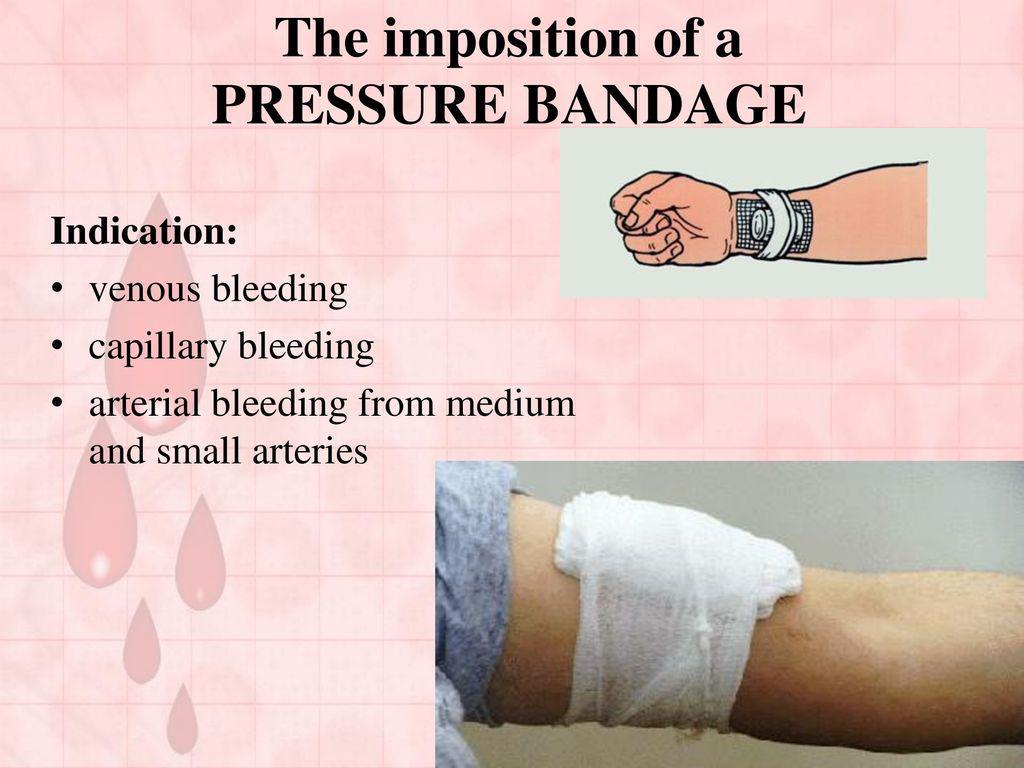 The imposition of a
PRESSURE BANDAGE
Indication:
• venous bleeding
• capillary bleeding
• arterial bleeding from medium
and small arteries